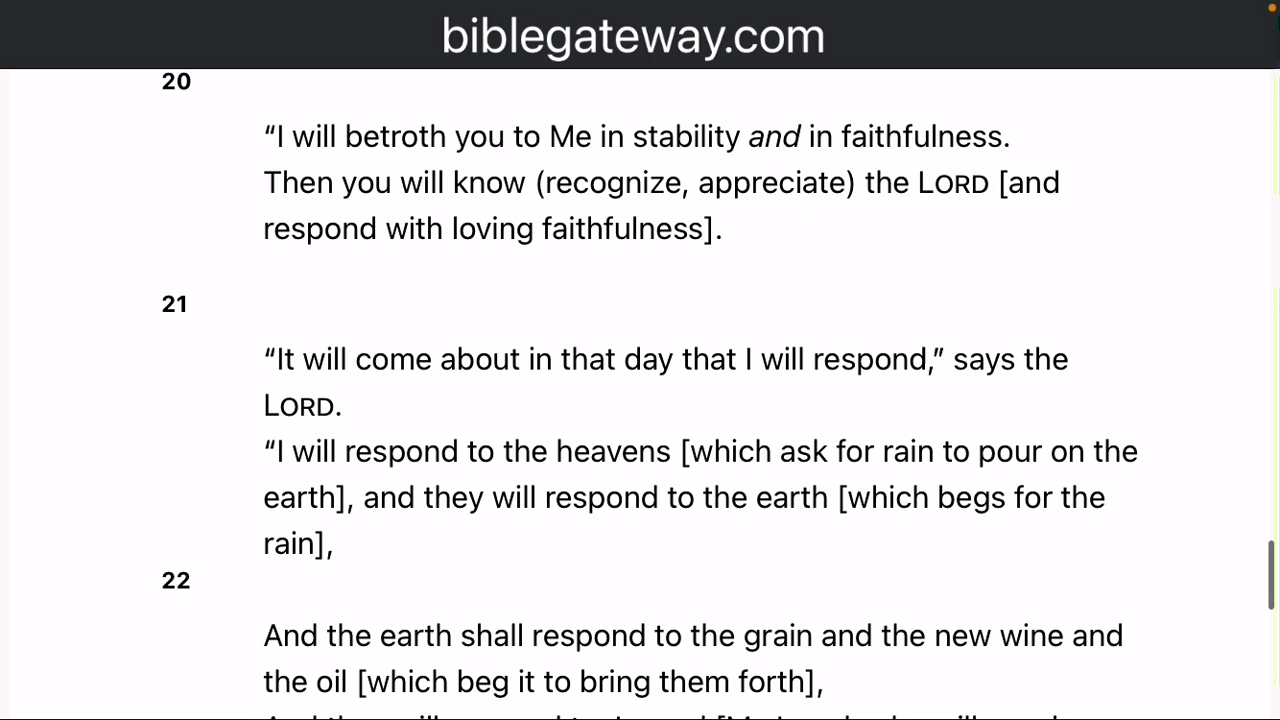 biblegateway.com
20
“I will betroth you to Me in stability and in faithfulness.
Then you will know (recognize, appreciate) the LORD [and
respond with loving faithfulness].
21
“It will come about in that day that I will respond,” says the
LORD.
“I will respond to the heavens [which ask for rain to pour on the
earth], and they will respond to the earth [which begs for the
rain],
22
And the earth shall respond to the grain and the new wine and
the oil [which beg it to bring them forth],